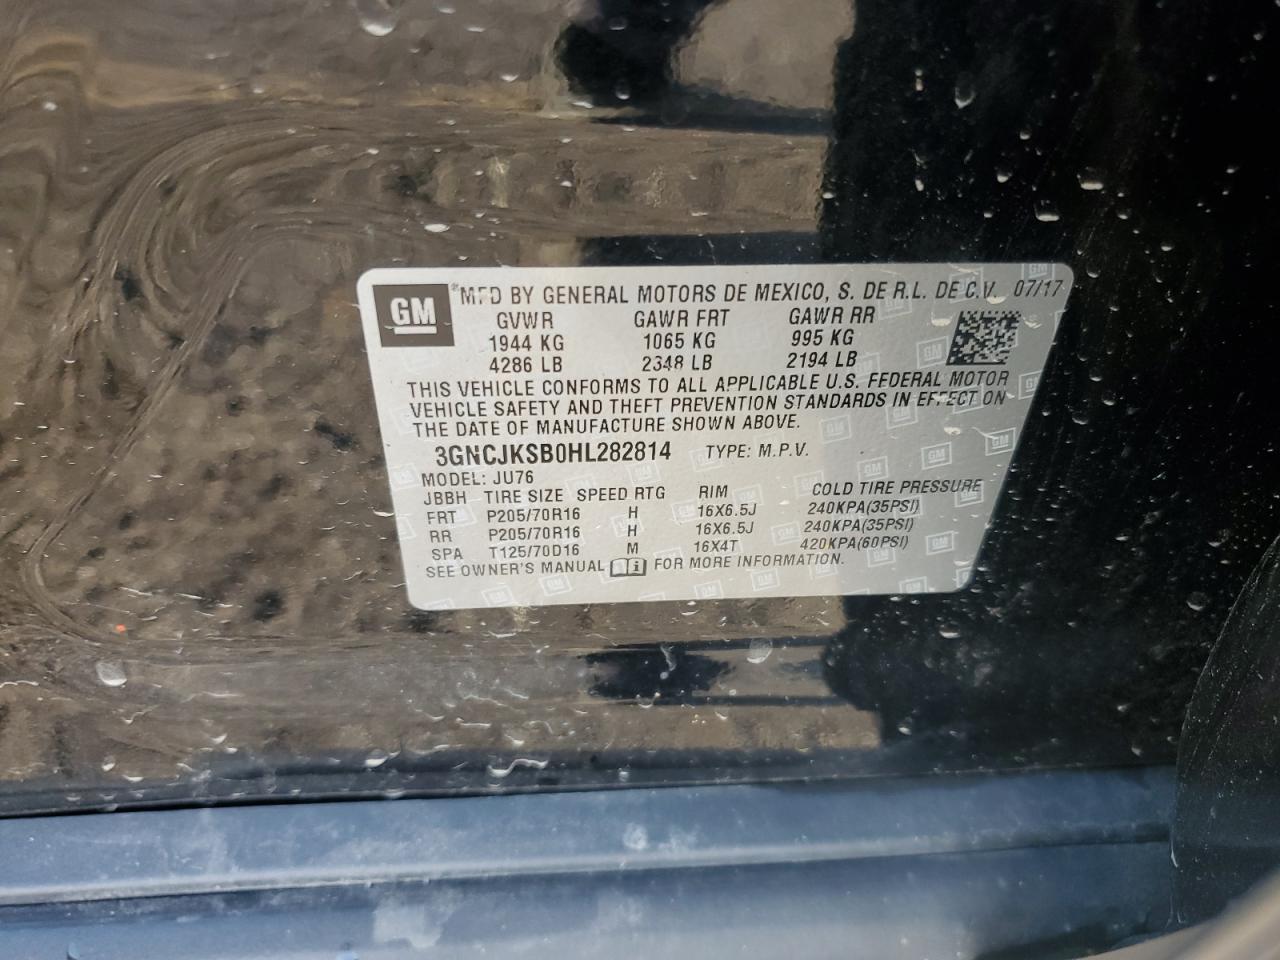 GM
®MFD BY GENERAL MOTORS DE MEXICO, S. DE R.L. DE C.V. 07/17
GVWR GAWR FRT GAWR RR
1944 KG 1065 KG 995 KG
4286 LB 2348 LB 2194 LB
THIS VEHICLE CONFORMS TO ALL APPLICABLE U.S. FEDERAL MOTOR
VEHICLE SAFETY AND THEFT PREVENTION STANDARDS IN EFFECT ON
THE DATE OF MANUFACTURE SHOWN ABOVE.
3GNCJKSB0HL282814 TYPE: M.P.V.
MODEL: JU76
JBBH TIRE SIZE SPEED RTG RIM COLD TIRE PRESSURE
FRT P205/70R16 H 16X6.5J 240KPA(35PSI)
RR P205/70R16 H 16X6.5J 240KPA(35PSI)
SPA T125/70D16 M 16X4T 420KPA(60PSI)
SEE OWNER'S MANUAL i FOR MORE INFORMATION.